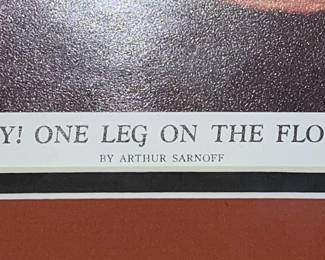 Y! ONE LEG ON THE FLO
BY ARTHUR SARNOFF